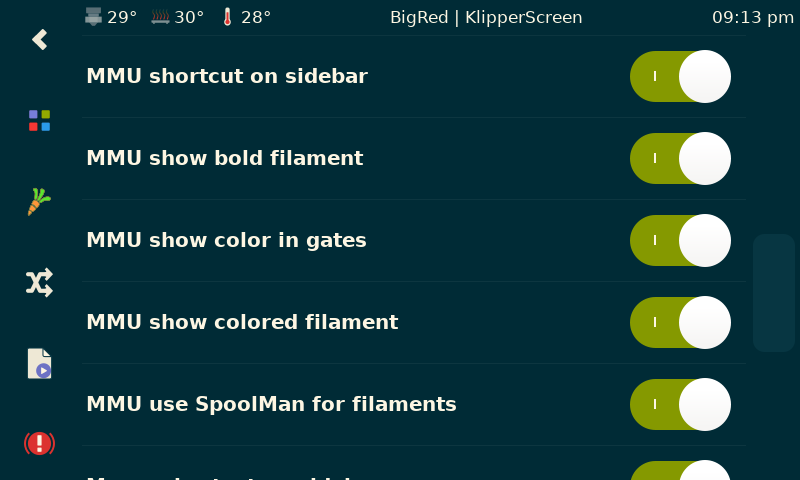 29° 30° 28° BigRed | KlipperScreen 09:13 pm
MMU shortcut on sidebar
MMU show bold filament
MMU show color in gates
MMU show colored filament
MMU use SpoolMan for filaments